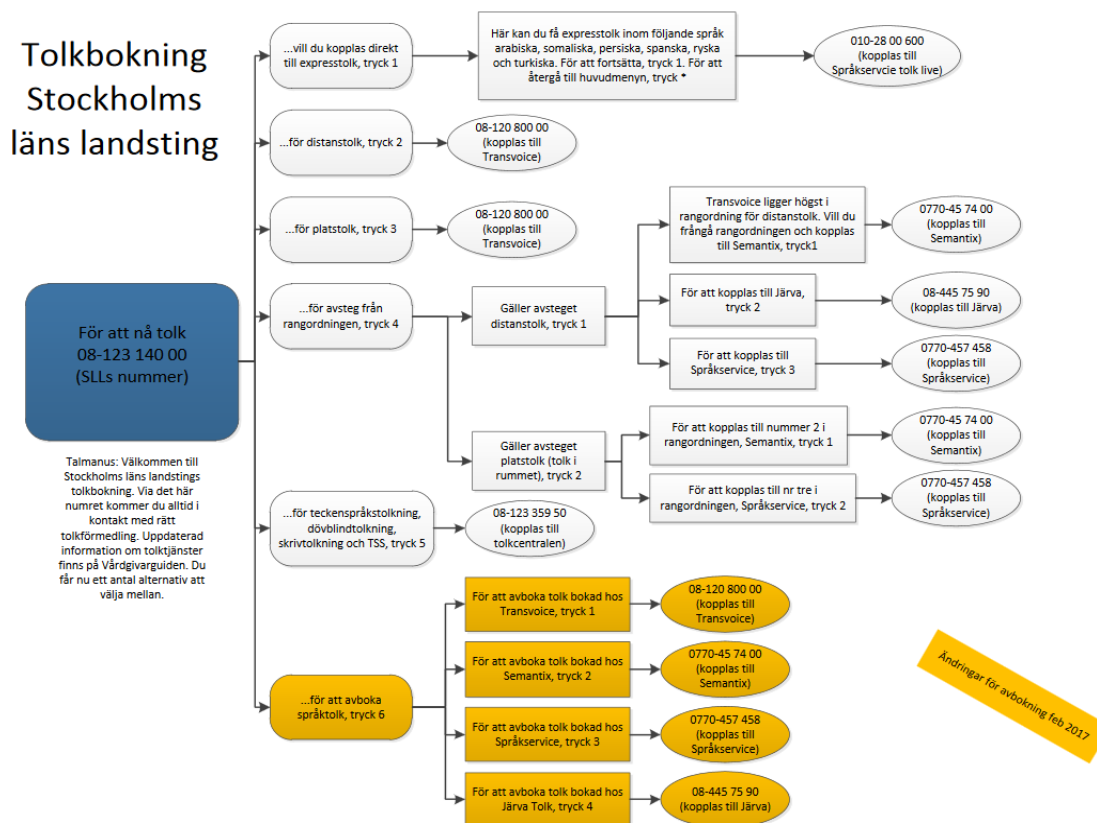 Tolkbokning
Stockholms
läns landsting
För att nå tolk
08-123 140 00
(SLLs nummer)
Talmanus: Välkommen till
Stockholms läns landstings
tolkbokning. Via det här
numret kommer du alltid i
kontakt med rätt
tolkförmedling. Uppdaterad
information om tolktjänster
finns på Vårdgivarguiden. Du
får nu ett antal alternativ att
välja mellan.
...vill du kopplas direkt
till expresstolk, tryck 1
Här kan du få expresstolk inom följande språk
arabiska, somaliska, persiska, spanska, ryska
och turkiska. För att fortsätta, tryck 1. För att
återgå till huvudmenyn, tryck *
010-28 00 600
(kopplas till
Språkservcie tolk live)
...för distanstolk, tryck 2
08-120 800 00
(kopplas till
Transvoice)
...för platstolk, tryck 3
08-120 800 00
(kopplas till
Transvoice)
...för avsteg från
rangordningen, tryck 4
Gäller avsteget
distanstolk, tryck 1
Transvoice ligger högst i
rangordning för distanstolk. Vill du
frångå rangordningen och kopplas
till Semantix, tryck1
0770-45 74 00
(kopplas till
Semantix)
För att kopplas till Järva,
tryck 2
08-445 75 90
(kopplas till Järva)
För att kopplas till
Språkservice, tryck 3
0770-457 458
(kopplas till
Språkservice)
Gäller avsteget
platstolk (tolk i
rummet), tryck 2
För att kopplas till nummer 2 i
rangordningen, Semantix, tryck 1
0770-45 74 00
(kopplas till
Semantix)
För att kopplas till nr tre i
rangordningen, Språkservice, tryck 2
0770-457 458
(kopplas till
Språkservice)
...för teckenspråkstolkning,
dövblindtolkning,
skrivtolkning och TSS, tryck 5
08-123 359 50
(kopplas till
tolkcentralen)
...för att avboka
språktolk, tryck 6
För att avboka tolk bokad hos
Transvoice, tryck 1
08-120 800 00
(kopplas till
Transvoice)
För att avboka tolk bokad hos
Semantix, tryck 2
0770-45 74 00
(kopplas till
Semantix)
För att avboka tolk bokad hos
Språkservice, tryck 3
0770-457 458
(kopplas till
Språkservice)
För att avboka tolk bokad hos
Järva Tolk, tryck 4
08-445 75 90
(kopplas till Järva)
Ändringar för avbokning feb 2017